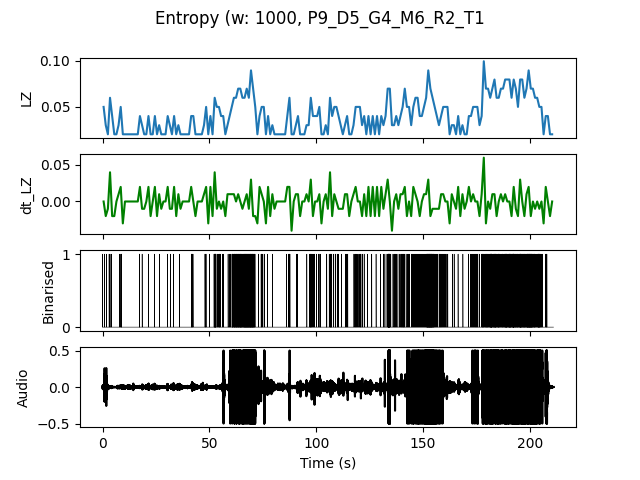 Entropy (w: 1000, P9_D5_G4_M6_R2_T1
0.10
0.05
LZ
0.05
0.00
dt_LZ
1
0
Binarised
0.5
0.0
−0.5
Audio
0 50 100 150 200
Time (s)